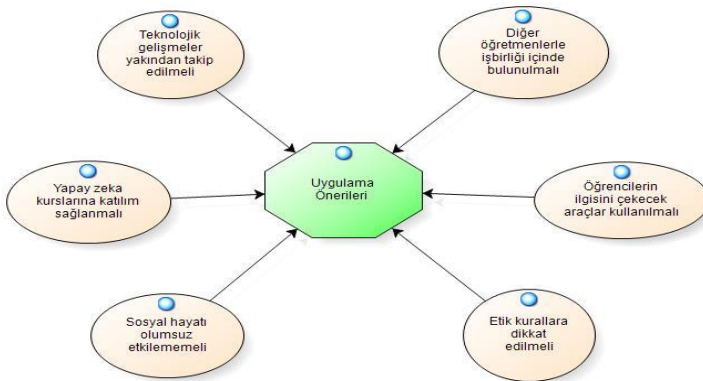 Teknolojik
gelişmeler
yakından takip
edilmeli
Diğer
öğretmenlerle
işbirliği içinde
bulunulmalı
Yapay zeka
kurslarına katılım
sağlanmalı
Uygulama
Önerileri
Öğrencilerin
ilgisini çekecek
araçlar kullanılmalı
Sosyal hayatı
olumsuz
etkilememeli
Etik kurallara
dikkat
edilmeli